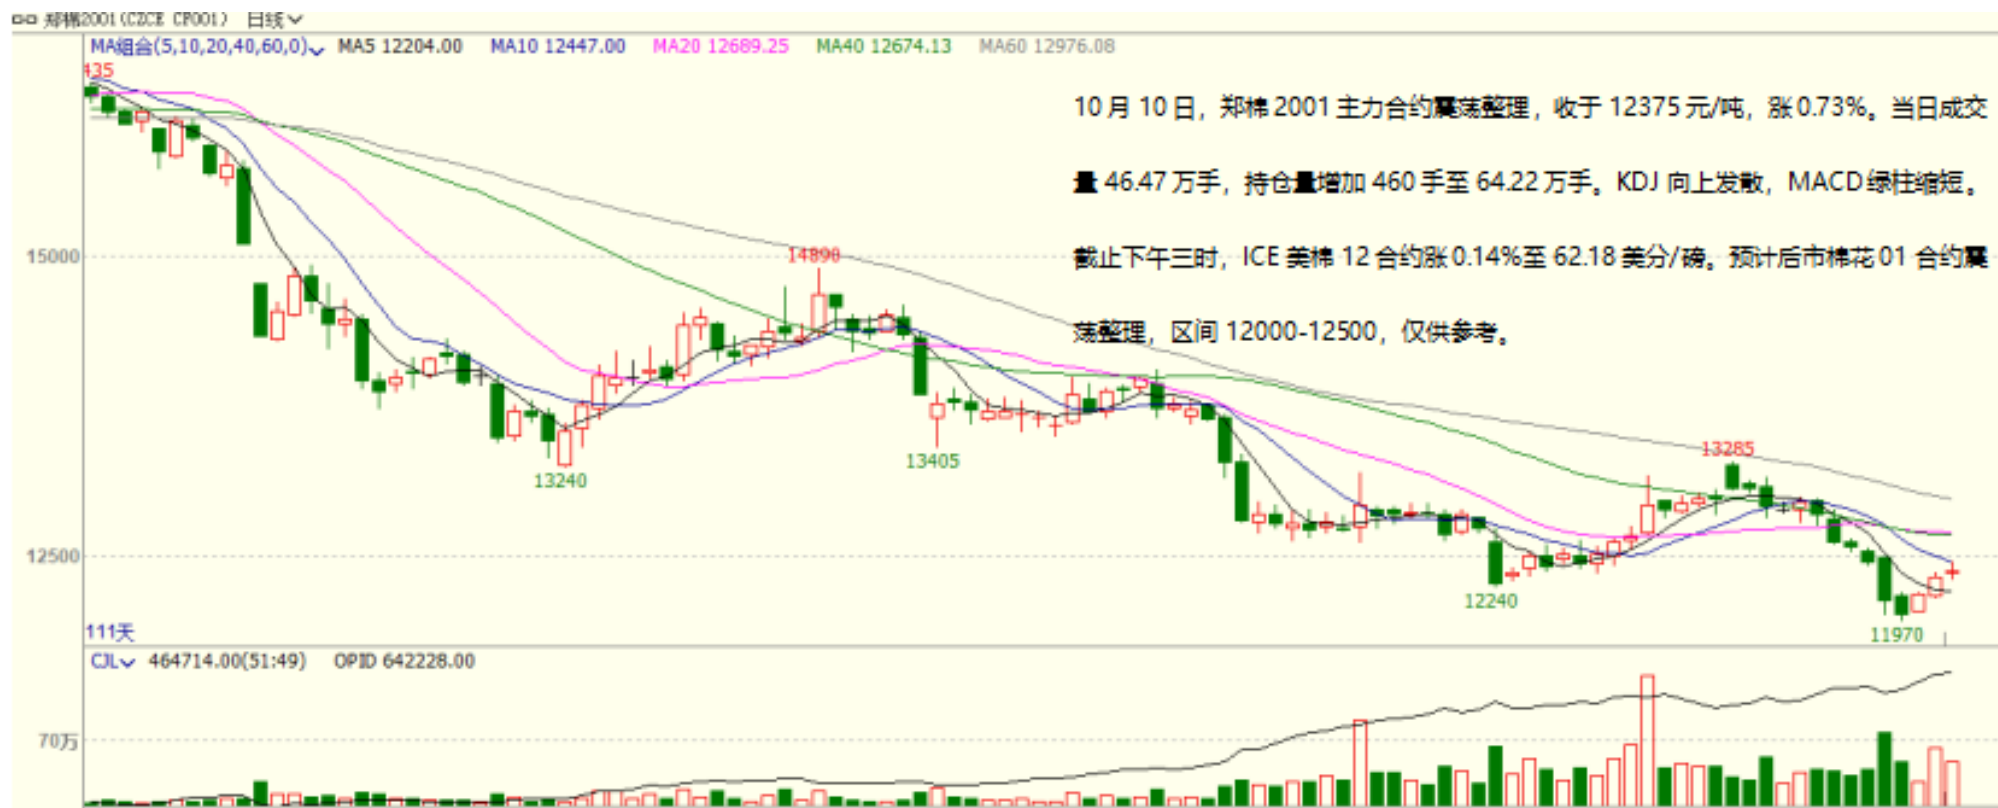 郑棉2001(CZCE CF001) 日线
MA组合(5,10,20,40,60,0) MA5 12204.00 MA10 12447.00 MA20 12689.25 MA40 12674.13 MA60 12976.08
435
10月10日，郑棉2001主力合约震荡整理，收于12375元/吨，涨0.73%。当日成交
量46.47万手，持仓量增加460手至64.22万手。KDJ向上发散，MACD绿柱缩短。
截止下午三时，ICE美棉12合约涨0.14%至62.18美分/磅。预计后市棉花01合约震
荡整理，区间12000-12500，仅供参考。
15000
14890
13405
13240
13285
12500
12240
11970
111天
CJL 464714.00(51:49) OPID 642228.00
70万